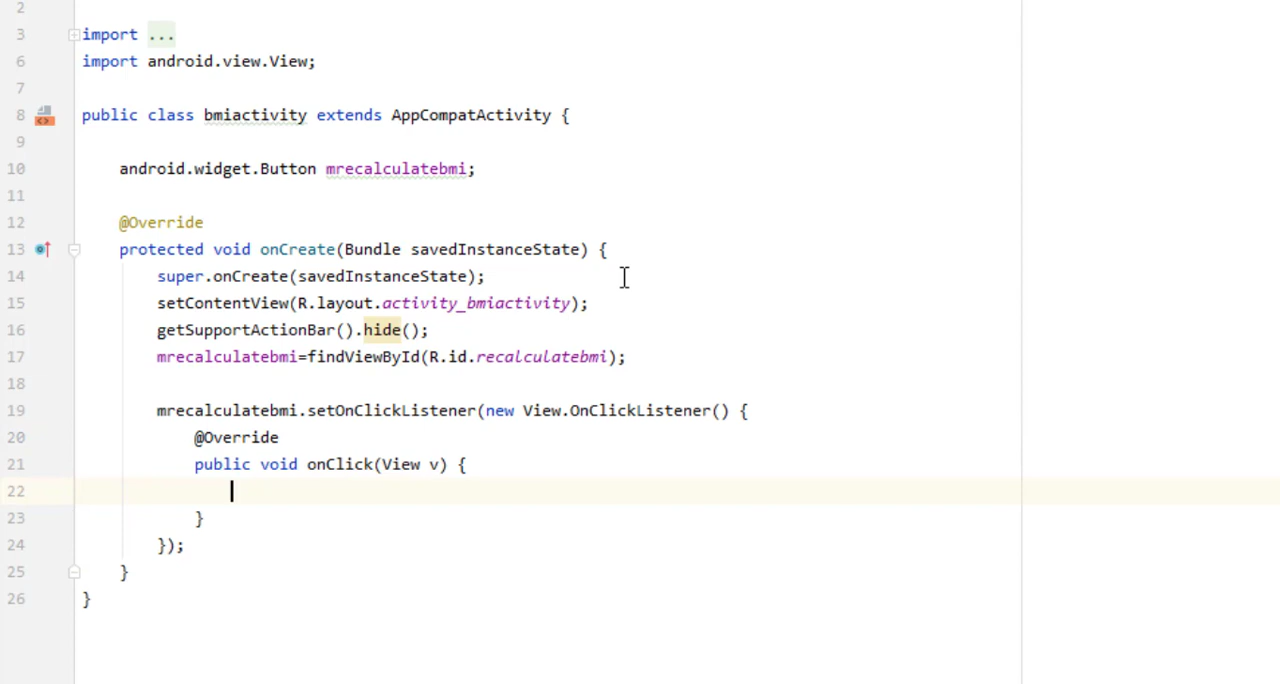 2
3 import ...
6 import android.view.View;
7
8 public class bmiactivity extends AppCompatActivity {
9
10 android.widget.Button mrecalculatebmi;
11
12 @Override
13 protected void onCreate(Bundle savedInstanceState) {
14 super.onCreate(savedInstanceState);
15 setContentView(R.layout.activity_bmiactivity);
16 getSupportActionBar().hide();
17 mrecalculatebmi=findViewById(R.id.recalculatebmi);
18
19 mrecalculatebmi.setOnClickListener(new View.OnClickListener() {
20 @Override
21 public void onClick(View v) {
22
23 }
24 });
25 }
26 }